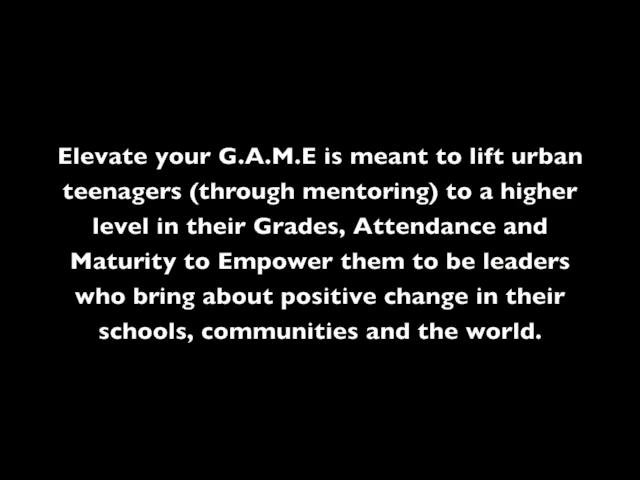 Elevate your G.A.M.E is meant to lift urban
teenagers (through mentoring) to a higher
level in their Grades, Attendance and
Maturity to Empower them to be leaders
who bring about positive change in their
schools, communities and the world.